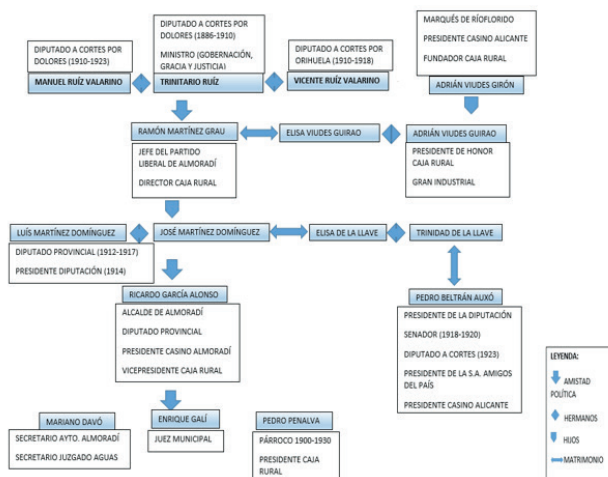 DIPUTADO A CORTES POR
DOLORES (1910-1923)
MANUEL RUÍZ VALARINO
DIPUTADO A CORTES POR
DOLORES (1886-1910)
MINISTRO (GOBERNACIÓN,
GRACIA Y JUSTICIA)
TRINITARIO RUÍZ
DIPUTADO A CORTES POR
ORIHUELA (1910-1918)
VICENTE RUÍZ VALARINO
MARQUÉS DE RÍOFLORIDO
PRESIDENTE CASINO ALICANTE
FUNDADOR CAJA RURAL
ADRIÁN VIUDES GIRÓN
RAMÓN MARTÍNEZ GRAU
JEFE DEL PARTIDO
LIBERAL DE ALMORADÍ
DIRECTOR CAJA RURAL
ELISA VIUDES GUIRAO
ADRIÁN VIUDES GUIRAO
PRESIDENTE DE HONOR
CAJA RURAL
GRAN INDUSTRIAL
LUÍS MARTÍNEZ DOMÍNGUEZ
DIPUTADO PROVINCIAL (1912-1917)
PRESIDENTE DIPUTACIÓN (1914)
JOSÉ MARTÍNEZ DOMÍNGUEZ
ELISA DE LA LLAVE
TRINIDAD DE LA LLAVE
RICARDO GARCÍA ALONSO
ALCALDE DE ALMORADÍ
DIPUTADO PROVINCIAL
PRESIDENTE CASINO ALMORADÍ
VICEPRESIDENTE CAJA RURAL
PEDRO BELTRÁN AUXÓ
PRESIDENTE DE LA DIPUTACIÓN
SENADOR (1918-1920)
DIPUTADO A CORTES (1923)
PRESIDENTE DE LA S.A. AMIGOS
DEL PAÍS
PRESIDENTE CASINO ALICANTE
MARIANO DAVÓ
SECRETARIO AYTO. ALMORADÍ
SECRETARIO JUZGADO AGUAS
ENRIQUE GALÍ
JUEZ MUNICIPAL
PEDRO PENALVA
PÁRROCO 1900-1930
PRESIDENTE CAJA
RURAL
LEYENDA:
AMISTAD
POLÍTICA
HERMANOS
HIJOS
MATRIMONIO